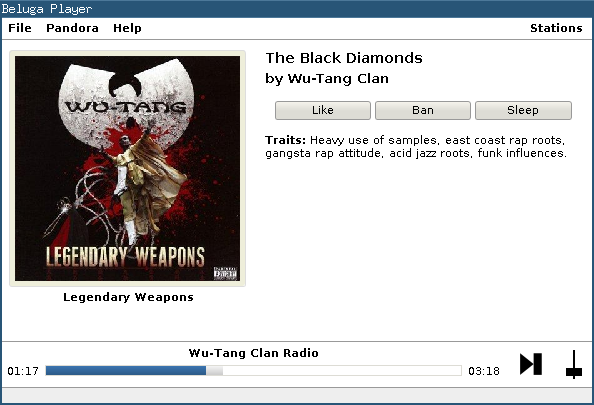 Beluga Player
File Pandora Help Stations
WU-TANG
LEGENDARY WEAPONS
The Black Diamonds
by Wu-Tang Clan
Like Ban Sleep
Traits: Heavy use of samples, east coast rap roots,
gangsta rap attitude, acid jazz roots, funk influences.
Legendary Weapons
Wu-Tang Clan Radio
01:17 03:18